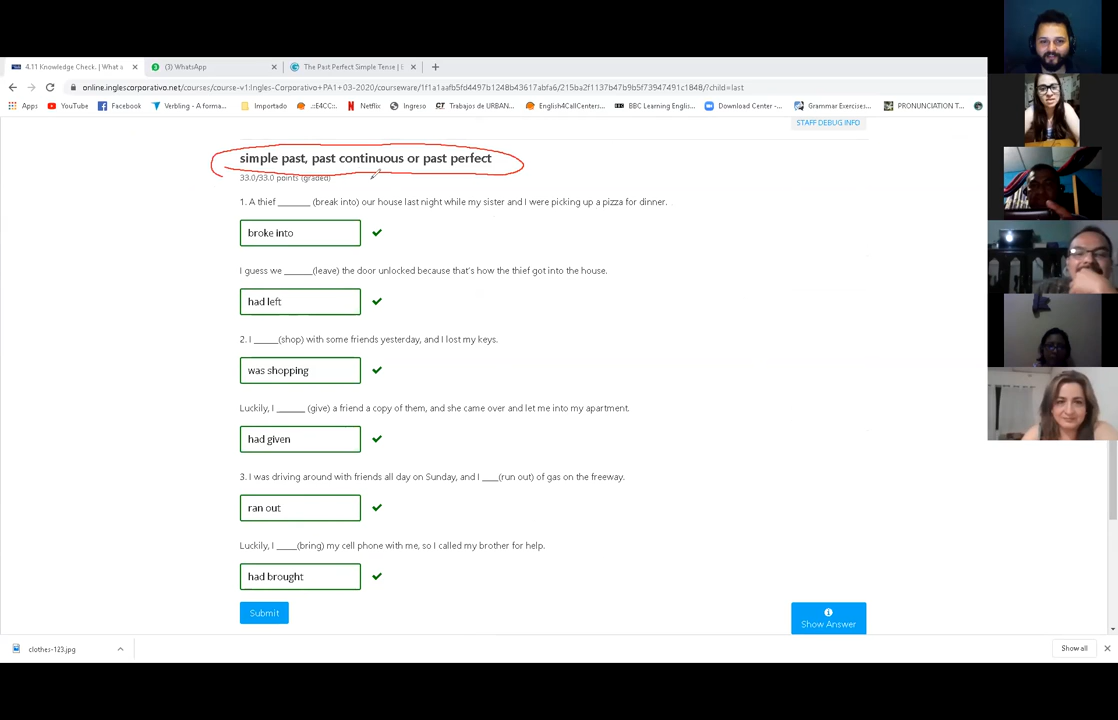 4.11 Knowledge Check. | What a
(3) WhatsApp
The Past Perfect Simple Tense | E
online.inglescorporativo.net/courses/course-v1:Ingles-Corporativo+PA1+03-2020/courseware/1f1a1aafb5fd4497b1248b43617abfa6/215ba2f1137b47b9b5f73947491c1848/?child=last
Apps YouTube Facebook Verbling - A forma... Importado .:E4CC::. Netflix Ingreso Trabajos de URBAN... English4CallCenters... BBC Learning Englis... Download Center -... Grammar Exercises... PRONUNCIATION T...
STAFF DEBUG INFO
simple past, past continuous or past perfect
33.0/33.0 points (graded)
1. A thief _______ (break into) our house last night while my sister and I were picking up a pizza for dinner.
broke into
I guess we ______(leave) the door unlocked because that's how the thief got into the house.
had left
2. I _____(shop) with some friends yesterday, and I lost my keys.
was shopping
Luckily, I ______ (give) a friend a copy of them, and she came over and let me into my apartment.
had given
3. I was driving around with friends all day on Sunday, and I ___(run out) of gas on the freeway.
ran out
Luckily, I ____(bring) my cell phone with me, so I called my brother for help.
had brought
Submit
Show Answer
clothes-123.jpg
Show all